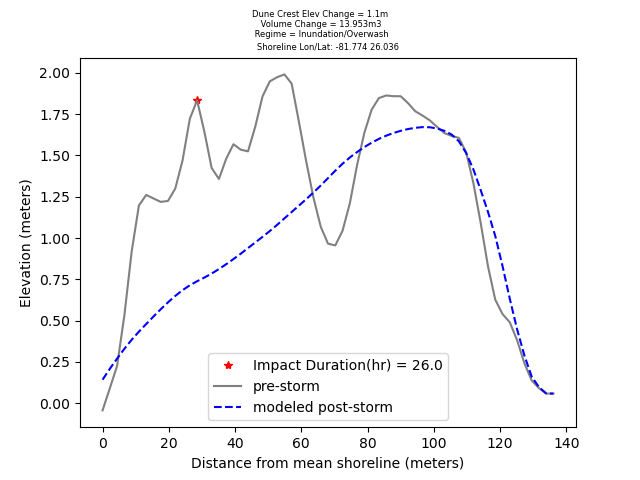 Dune Crest Elev Change = 1.1m
Volume Change = 13.953m3
Regime = Inundation/Overwash
Shoreline Lon/Lat: -81.774 26.036
2.00
1.75
1.50
1.25
1.00
0.75
0.50
0.25
0.00
Elevation (meters)
Impact Duration(hr) = 26.0
pre-storm
modeled post-storm
0 20 40 60 80 100 120 140
Distance from mean shoreline (meters)